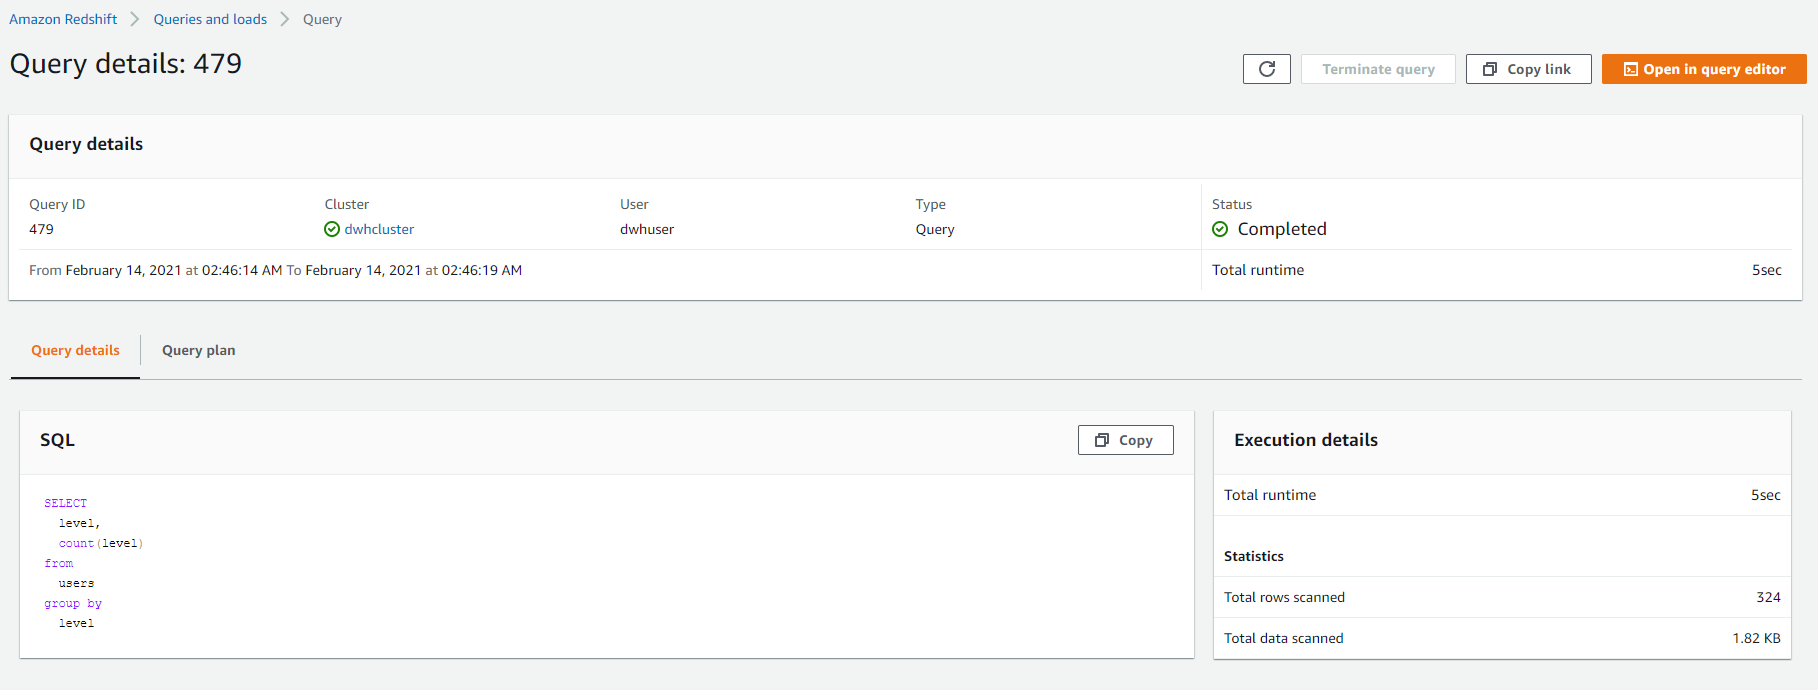 Amazon Redshift > Queries and loads > Query
Query details: 479
Terminate query
Copy link
Open in query editor
Query details
Query ID
479
Cluster
dwhcluster
User
dwhuser
Type
Query
Status
Completed
From February 14, 2021 at 02:46:14 AM To February 14, 2021 at 02:46:19 AM
Total runtime 5sec
Query details
Query plan
SQL
Copy
SELECT
level,
count(level)
from
users
group by
level
Execution details
Total runtime 5sec
Statistics
Total rows scanned 324
Total data scanned 1.82 KB